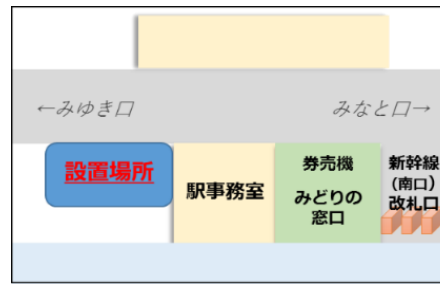 ←みゆき口
みなと口→
設置場所
駅事務室
券売機
みどりの
窓口
新幹線
(南口)
改札口